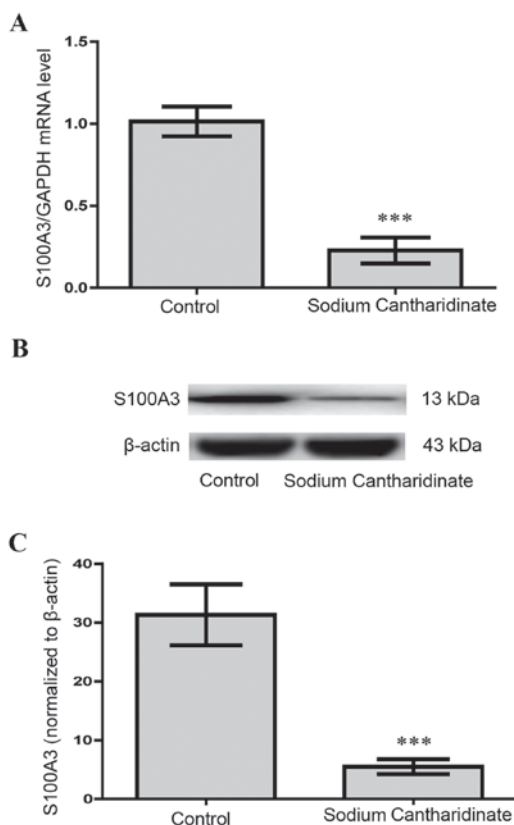 A
S100A3/GAPDH mRNA level
1.5
1.0
0.5
0.0
***
Control
Sodium Cantharidinate
B
S100A3
13 kDa
β-actin
43 kDa
Control
Sodium Cantharidinate
C
S100A3 (normalized to β-actin)
40
30
20
10
0
***
Control
Sodium Cantharidinate